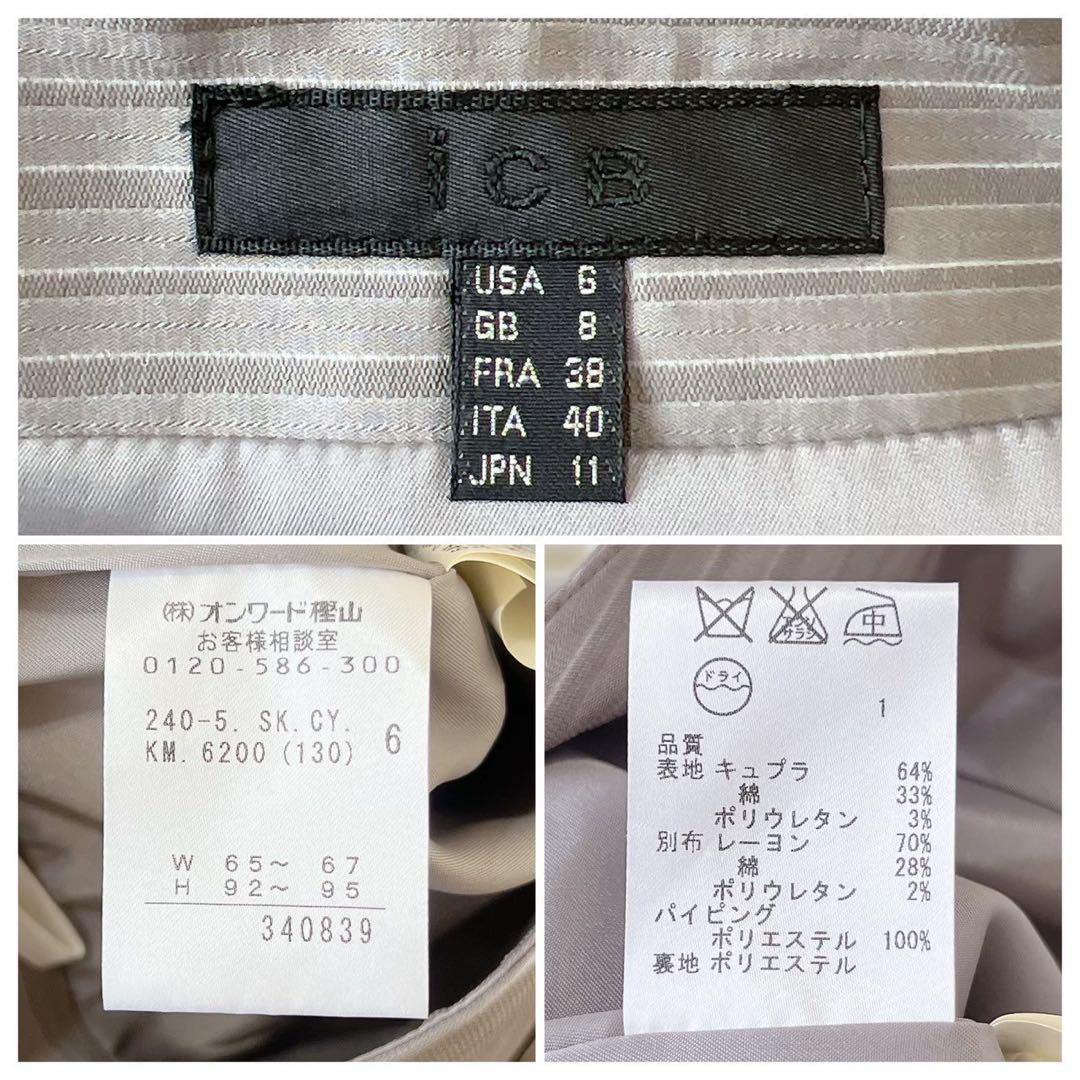 iCB
USA 6
GB 8
FRA 38
ITA 40
JPN 11
(株)オンワード樫山
お客様相談室
0120-586-300
240-5. SK.CY.
KM. 6200 (130) 6
W 65~ 67
H 92~ 95
340839
サラシ 中
ドライ
1
品質
表地 キュプラ 64%
綿 33%
ポリウレタン 3%
別布 レーヨン 70%
綿 28%
ポリウレタン 2%
パイピング
ポリエステル 100%
裏地 ポリエステル